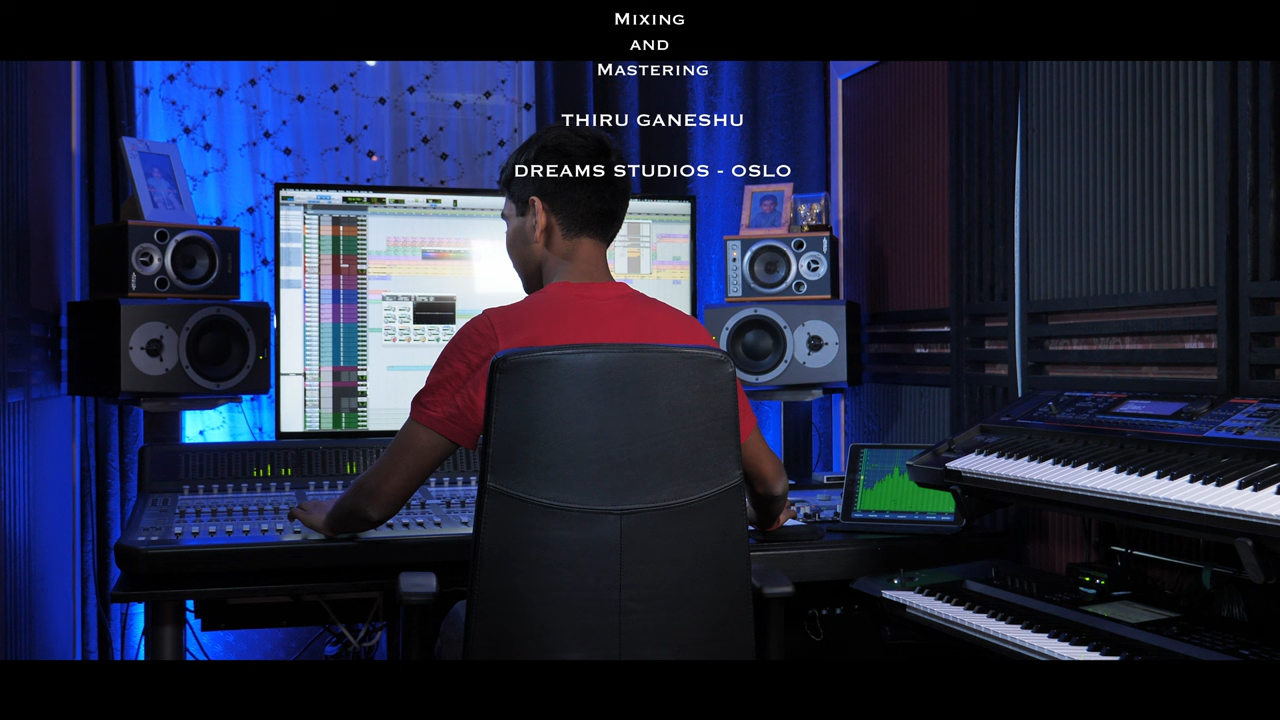 Mixing
and
Mastering
THIRU GANESHU
DREAMS STUDIOS - OSLO